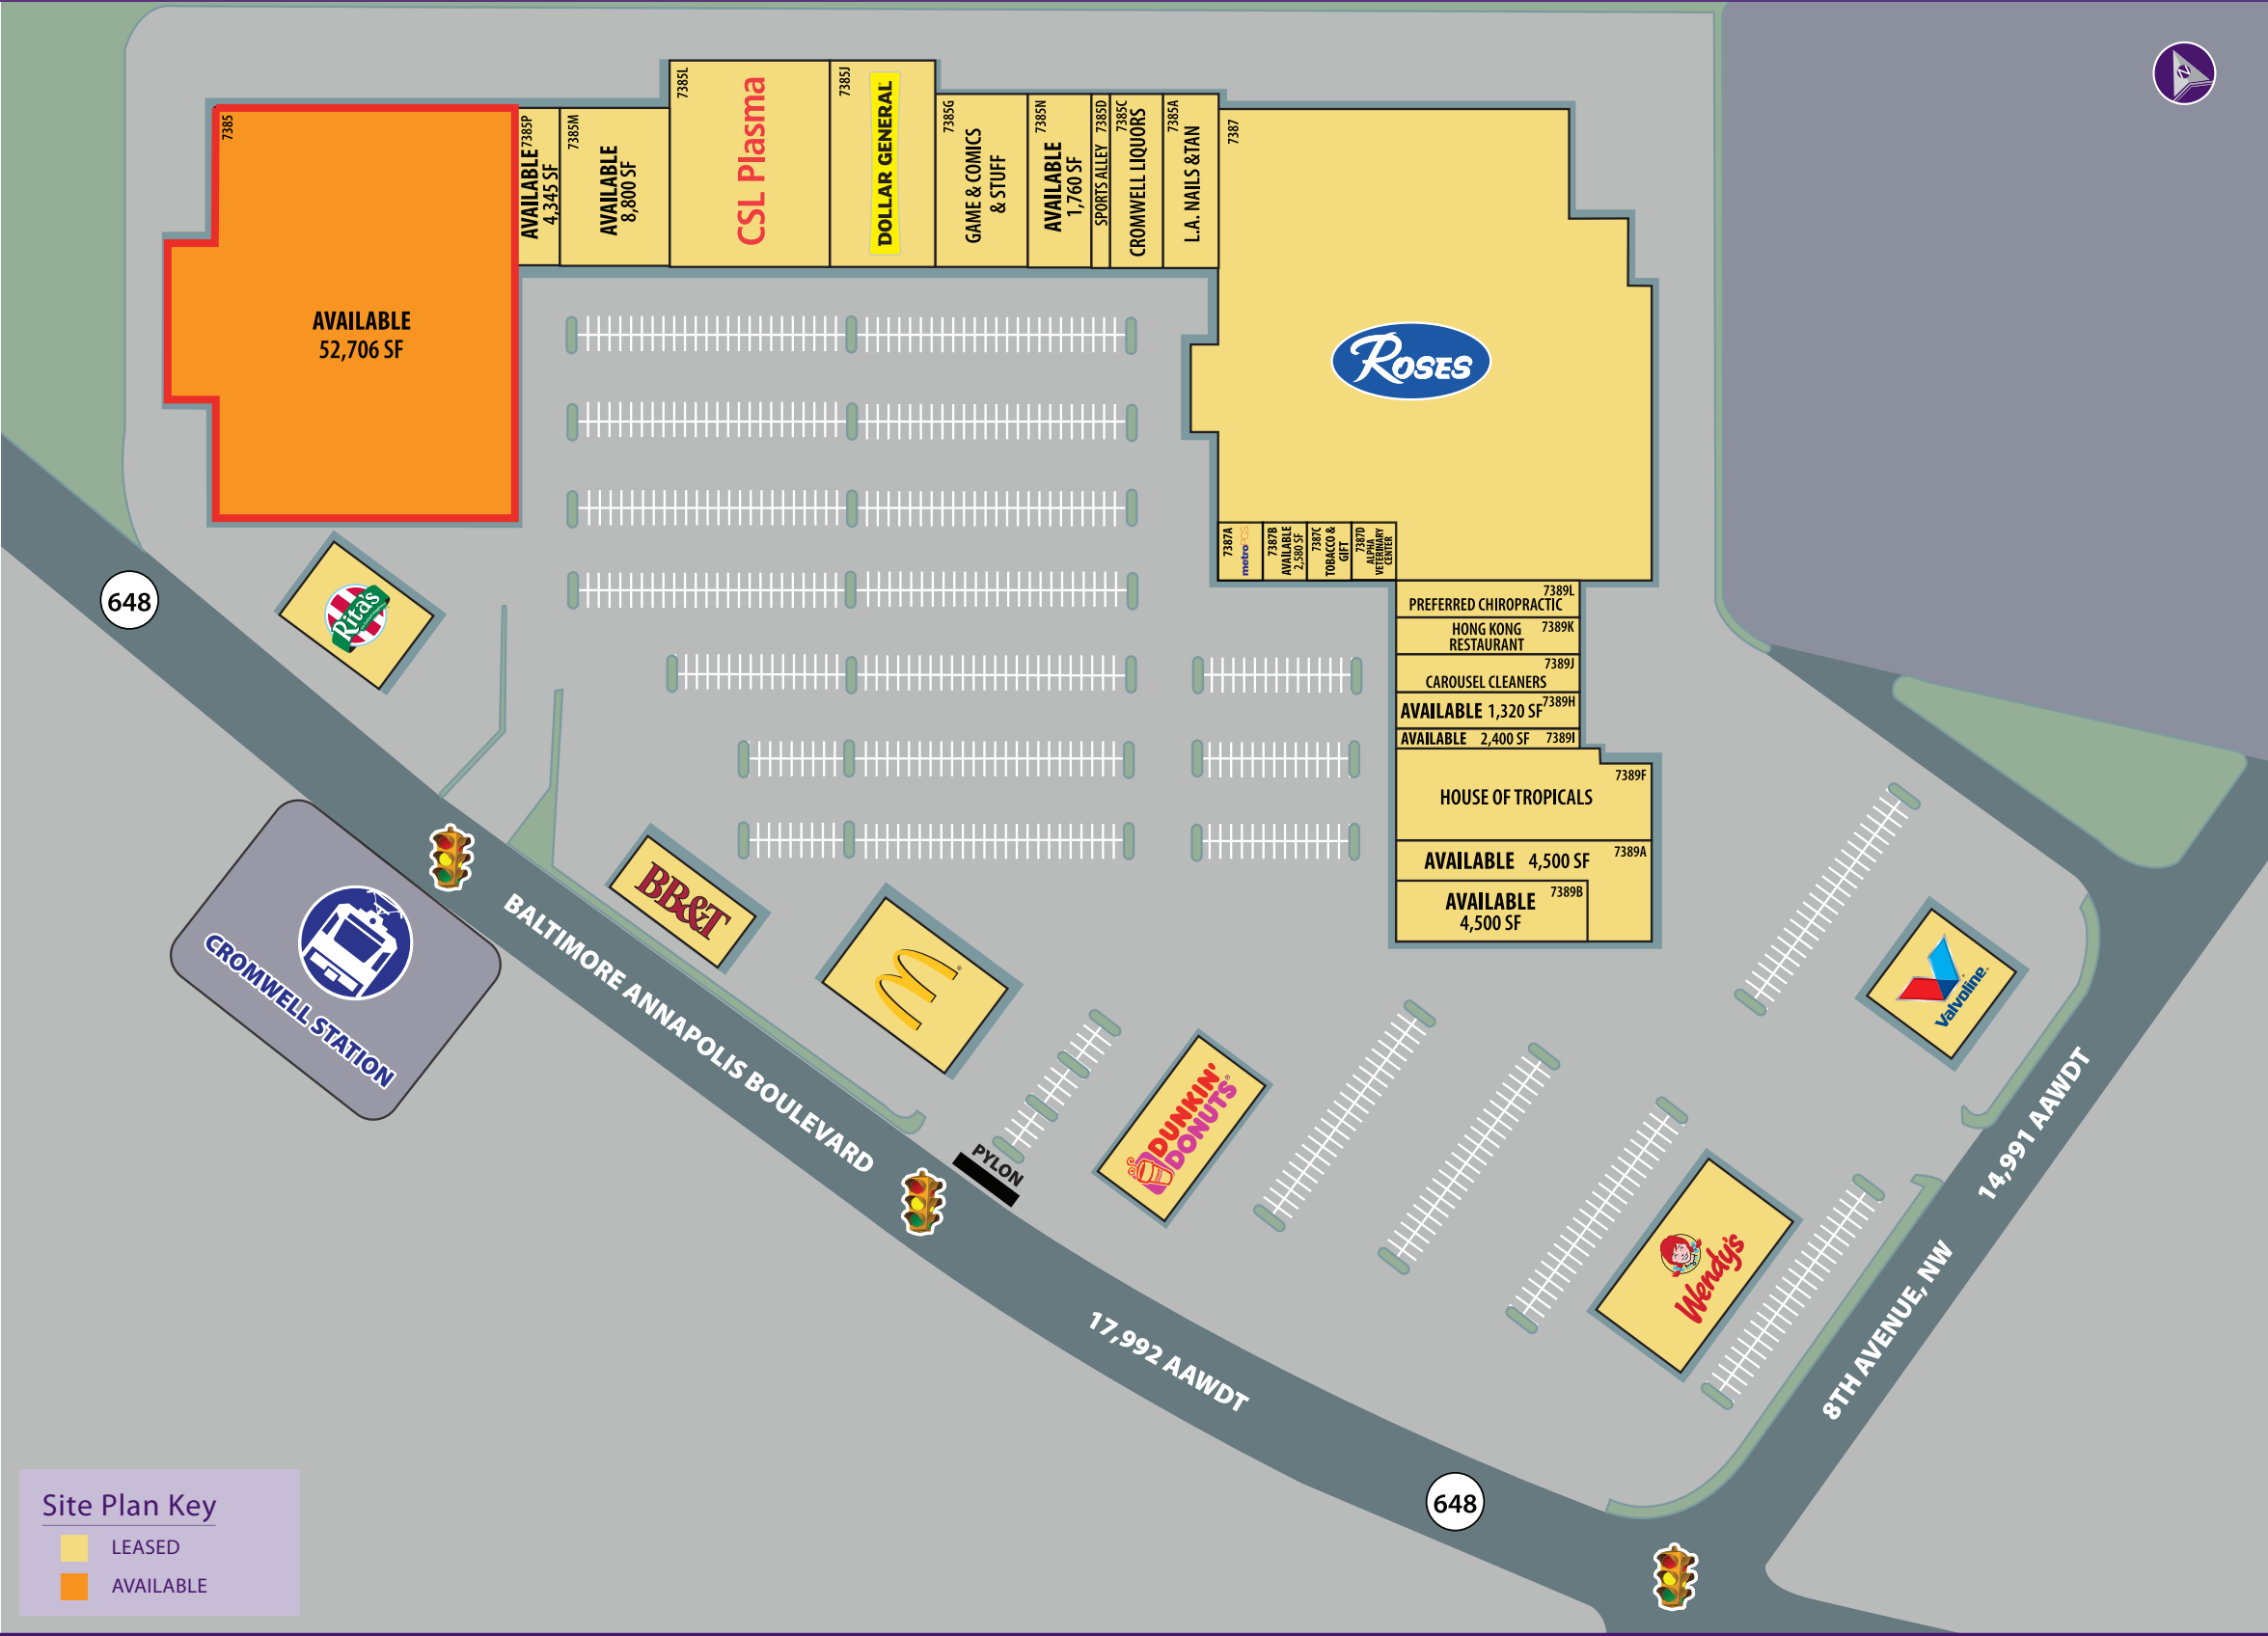 N
7385
AVAILABLE
52,706 SF
7385P
AVAILABLE
4,345 SF
7385M
AVAILABLE
8,800 SF
7385L
CSL Plasma
7385J
DOLLAR GENERAL
7385G
GAME & COMICS
& STUFF
7385N
AVAILABLE
1,760 SF
7385D
SPORTS ALLEY
7385C
CROMWELL LIQUORS
7385A
L.A. NAILS &TAN
7387
ROSES
7387A
metroPCS
7387B
AVAILABLE
2,580 SF
7387C
TOBACCO &
GIFT
7387D
ALPHA
VETERINARY
CENTER
7389L
PREFERRED CHIROPRACTIC
HONG KONG 7389K
RESTAURANT
7389J
CAROUSEL CLEANERS
AVAILABLE 1,320 SF 7389H
AVAILABLE 2,400 SF 7389I
7389F
HOUSE OF TROPICALS
AVAILABLE 4,500 SF 7389A
AVAILABLE 7389B
4,500 SF
648
Rita's
CROMWELL STATION
BALTIMORE ANNAPOLIS BOULEVARD
BB&T
PYLON
DUNKIN'
DONUTS
Valvoline
Wendy's
14,991 AAWDT
8TH AVENUE, NW
17,992 AAWDT
648
Site Plan Key
LEASED
AVAILABLE